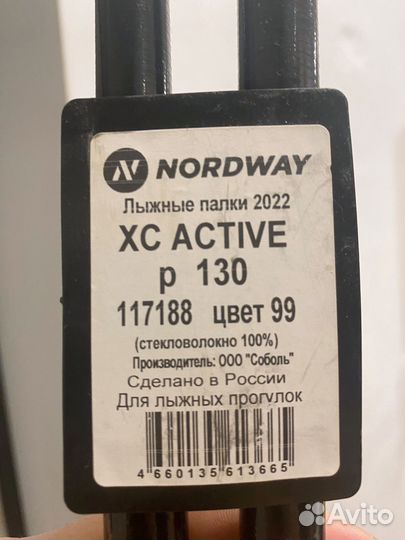 NORDWAY
Лыжные палки 2022
XC ACTIVE
р 130
117188 цвет 99
(стекловолокно 100%)
Производитель: ООО "Соболь"
Сделано в России
Для лыжных прогулок
4 660135 613665
Avito